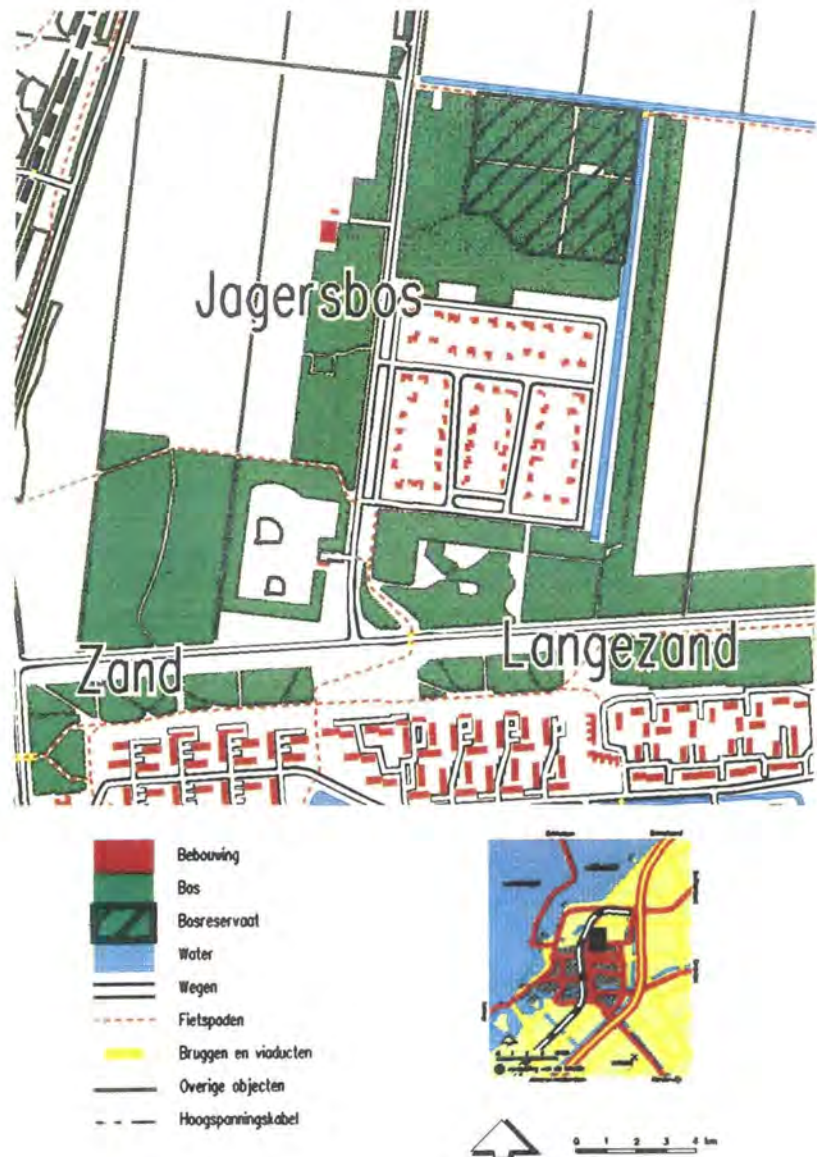 Jagersbos
Zand
Langezand
Bebouwing
Bos
Bosreservaat
Water
Wegen
Fietspaden
Bruggen en viaducten
Overige objecten
Hoogspanningskabel
0 1 2 3 4 km